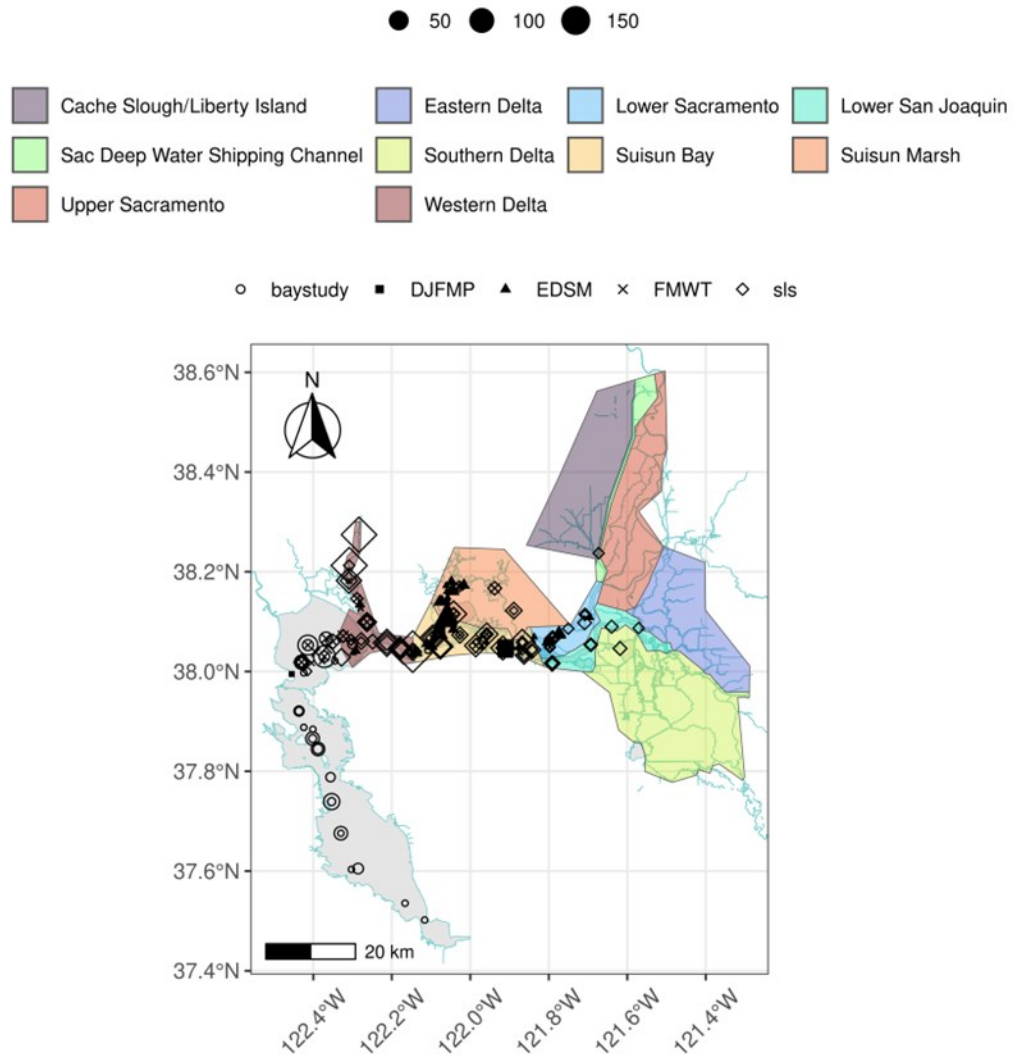 50 100 150
Cache Slough/Liberty Island Eastern Delta Lower Sacramento Lower San Joaquin
Sac Deep Water Shipping Channel Southern Delta Suisun Bay Suisun Marsh
Upper Sacramento Western Delta
baystudy DJFMP EDSM FMWT sls
38.6°N
N
38.4°N
38.2°N
38.0°N
37.8°N
37.6°N
20 km
37.4°N
122.4°W 122.2°W 122.0°W 121.8°W 121.6°W 121.4°W